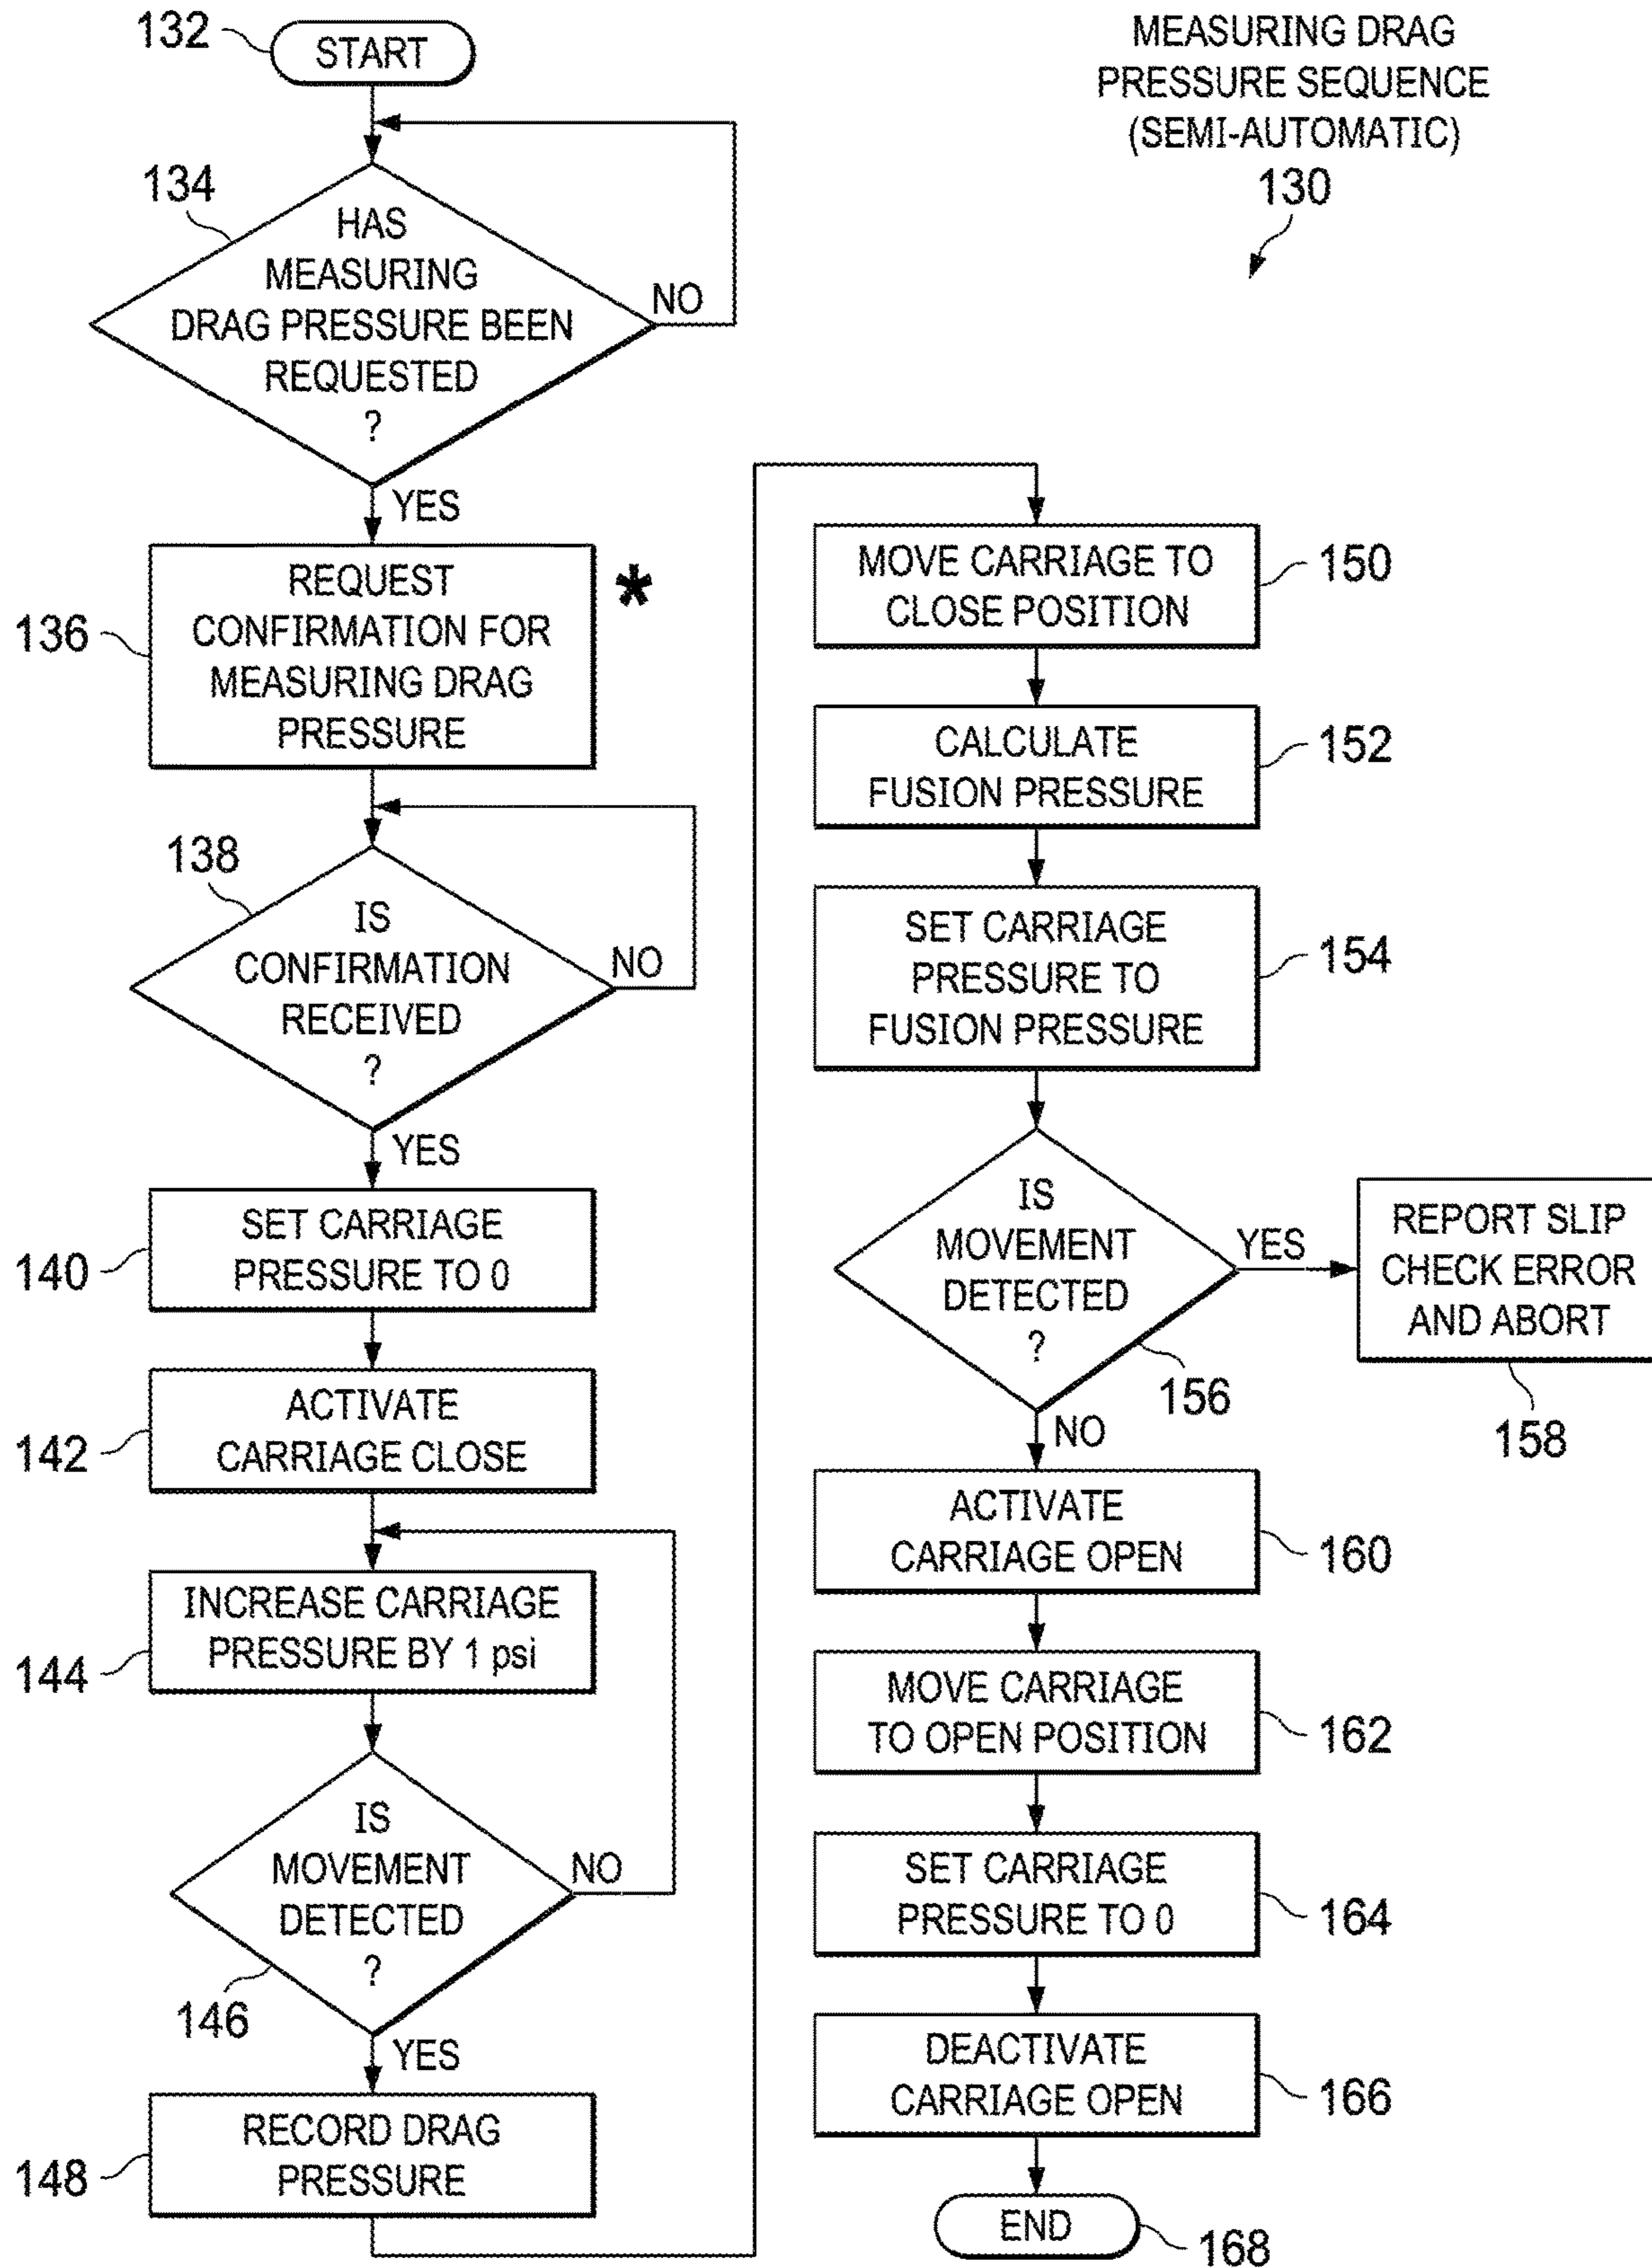 MEASURING DRAG
PRESSURE SEQUENCE
(SEMI-AUTOMATIC)
130
132
START
134
HAS
MEASURING
DRAG PRESSURE BEEN
REQUESTED
?
NO
YES
136
REQUEST
CONFIRMATION FOR
MEASURING DRAG
PRESSURE
*
138
IS
CONFIRMATION
RECEIVED
?
NO
YES
140
SET CARRIAGE
PRESSURE TO 0
142
ACTIVATE
CARRIAGE CLOSE
144
INCREASE CARRIAGE
PRESSURE BY 1 psi
146
IS
MOVEMENT
DETECTED
?
NO
YES
148
RECORD DRAG
PRESSURE
MOVE CARRIAGE TO
CLOSE POSITION
150
CALCULATE
FUSION PRESSURE
152
SET CARRIAGE
PRESSURE TO
FUSION PRESSURE
154
IS
MOVEMENT
DETECTED
?
156
YES
REPORT SLIP
CHECK ERROR
AND ABORT
158
NO
ACTIVATE
CARRIAGE OPEN
160
MOVE CARRIAGE
TO OPEN POSITION
162
SET CARRIAGE
PRESSURE TO 0
164
DEACTIVATE
CARRIAGE OPEN
166
END
168